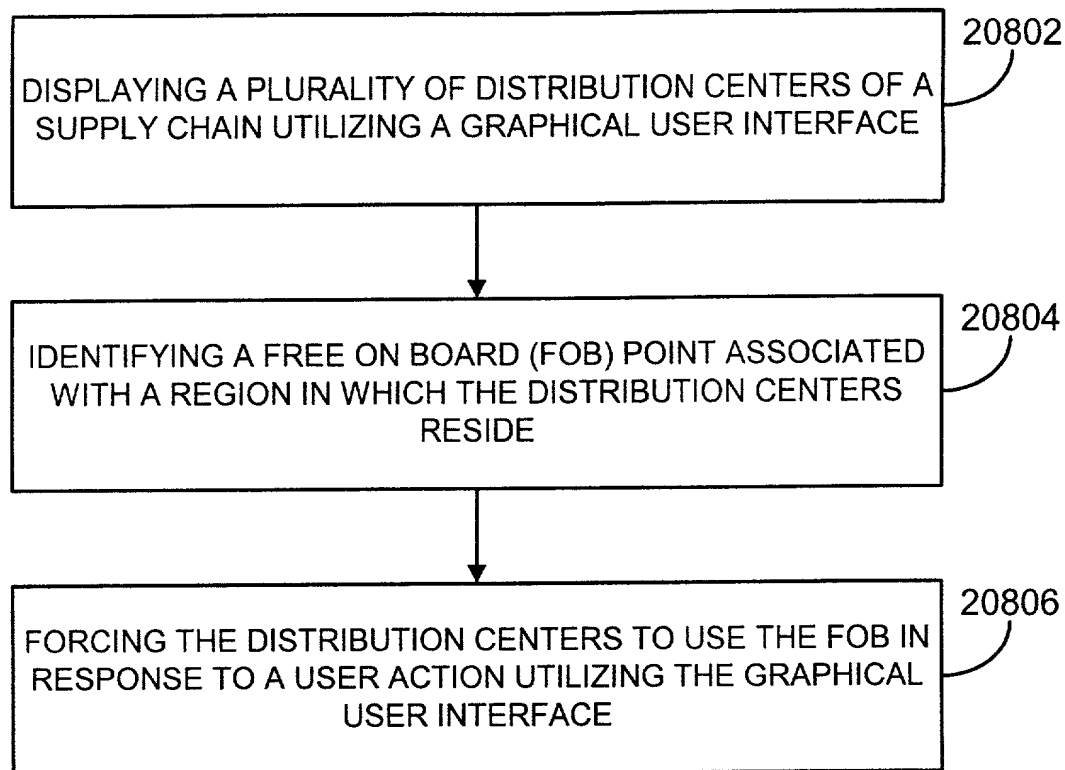 20802
DISPLAYING A PLURALITY OF DISTRIBUTION CENTERS OF A
SUPPLY CHAIN UTILIZING A GRAPHICAL USER INTERFACE
20804
IDENTIFYING A FREE ON BOARD (FOB) POINT ASSOCIATED
WITH A REGION IN WHICH THE DISTRIBUTION CENTERS
RESIDE
20806
FORCING THE DISTRIBUTION CENTERS TO USE THE FOB IN
RESPONSE TO A USER ACTION UTILIZING THE GRAPHICAL
USER INTERFACE